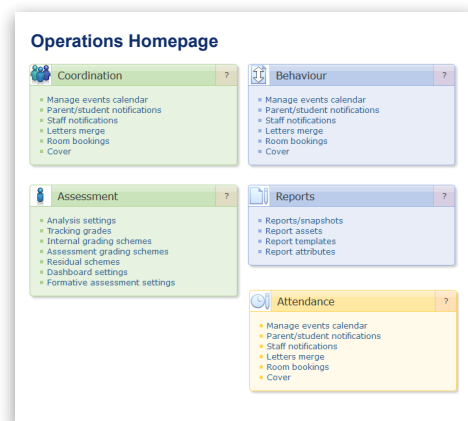 Operations Homepage
Coordination ?
Manage events calendar
Parent/student notifications
Staff notifications
Letters merge
Room bookings
Cover
Behaviour ?
Manage events calendar
Parent/student notifications
Staff notifications
Letters merge
Room bookings
Cover
Assessment ?
Analysis settings
Tracking grades
Internal grading schemes
Assessment grading schemes
Residual schemes
Dashboard settings
Formative assessment settings
Reports ?
Reports/snapshots
Report assets
Report templates
Report attributes
Attendance ?
Manage events calendar
Parent/student notifications
Staff notifications
Letters merge
Room bookings
Cover